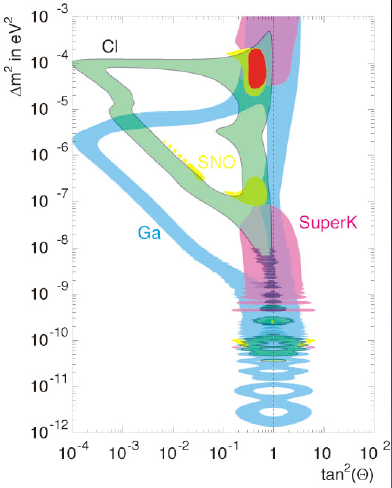 Δm² in eV²
10⁻³
Cl
10⁻⁴
10⁻⁵
10⁻⁶
SNO
10⁻⁷
Ga
SuperK
10⁻⁸
10⁻⁹
10⁻¹⁰
10⁻¹¹
10⁻¹²
10⁻⁴ 10⁻³ 10⁻² 10⁻¹ 1 10 10²
tan²(Θ)